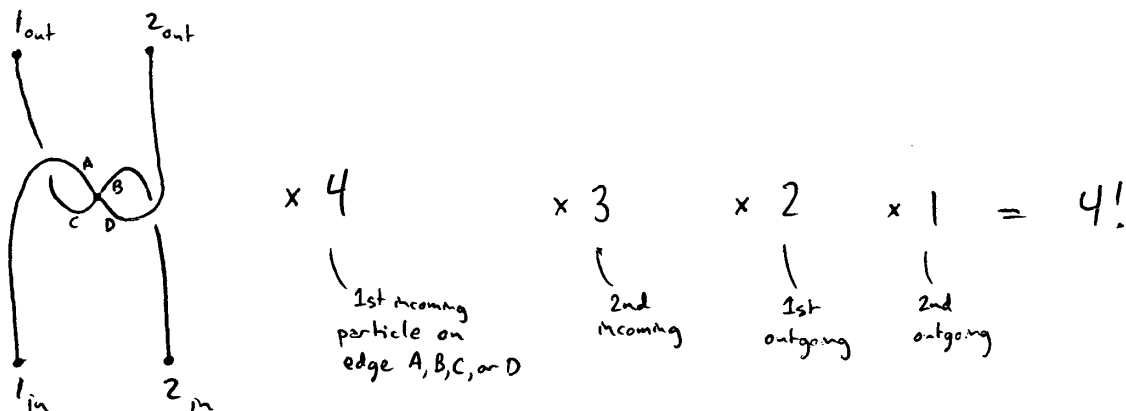 1out
2out
A
B
C
D
× 4
× 3
× 2
× 1 = 4!
1st incoming
particle on
edge A, B, C, or D
2nd
incoming
1st
outgoing
2nd
outgoing
1in
2in